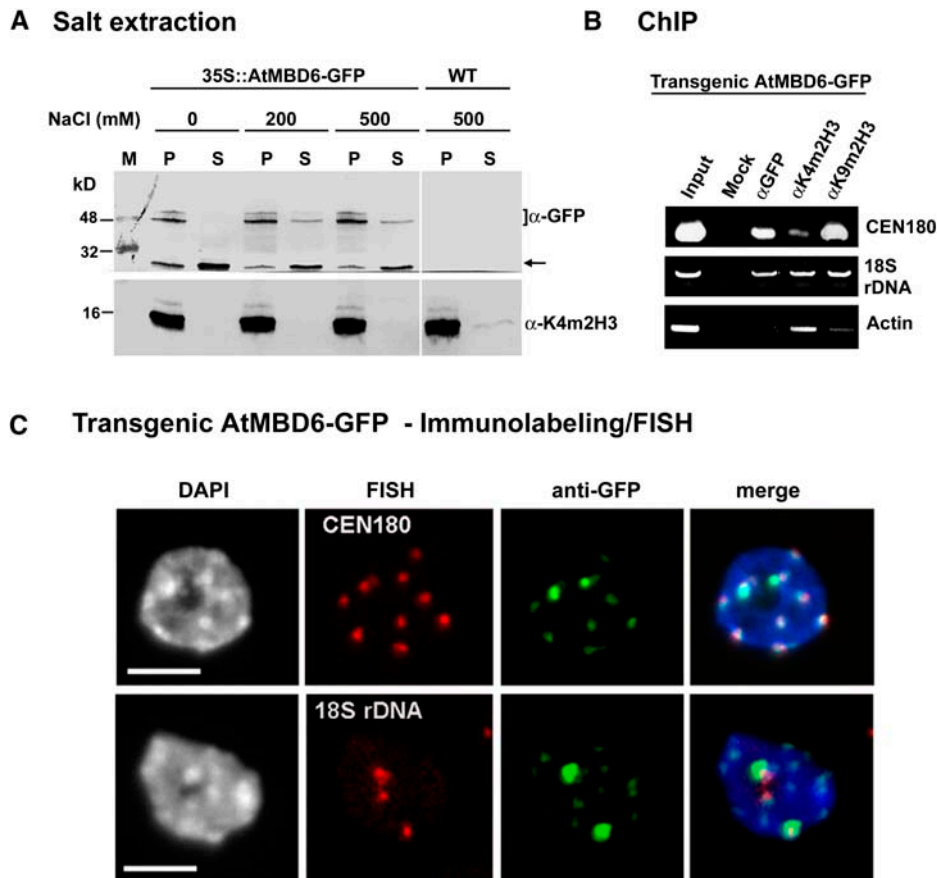 A Salt extraction
35S::AtMBD6-GFP WT
NaCl (mM) 0 200 500 500
M P S P S P S P S
kD
48
32
16
]α-GFP
α-K4m2H3
B ChIP
Transgenic AtMBD6-GFP
Input Mock αGFP αK4m2H3 αK9m2H3
CEN180
18S
rDNA
Actin
C Transgenic AtMBD6-GFP - Immunolabeling/FISH
DAPI FISH anti-GFP merge
CEN180
18S rDNA